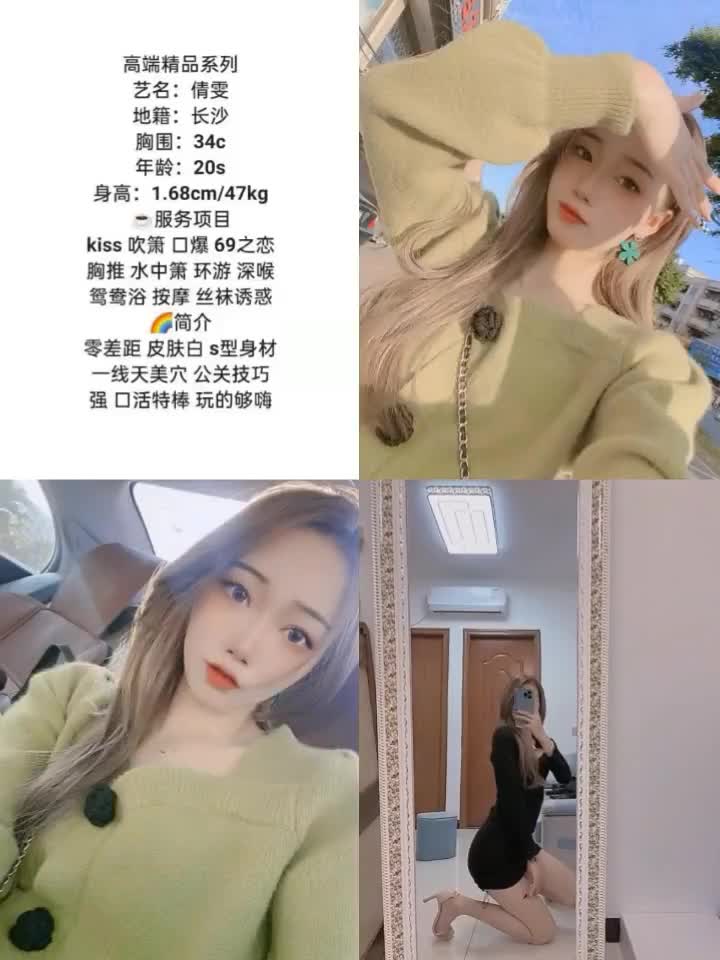 高端精品系列
艺名：倩雯
地籍：长沙
胸围：34c
年龄：20s
身高：1.68cm/47kg
☕服务项目
kiss 吹箫 口爆 69之恋
胸推 水中箫 环游 深喉
鸳鸯浴 按摩 丝袜诱惑
🌈简介
零差距 皮肤白 s型身材
一线天美穴 公关技巧
强 口活特棒 玩的够嗨